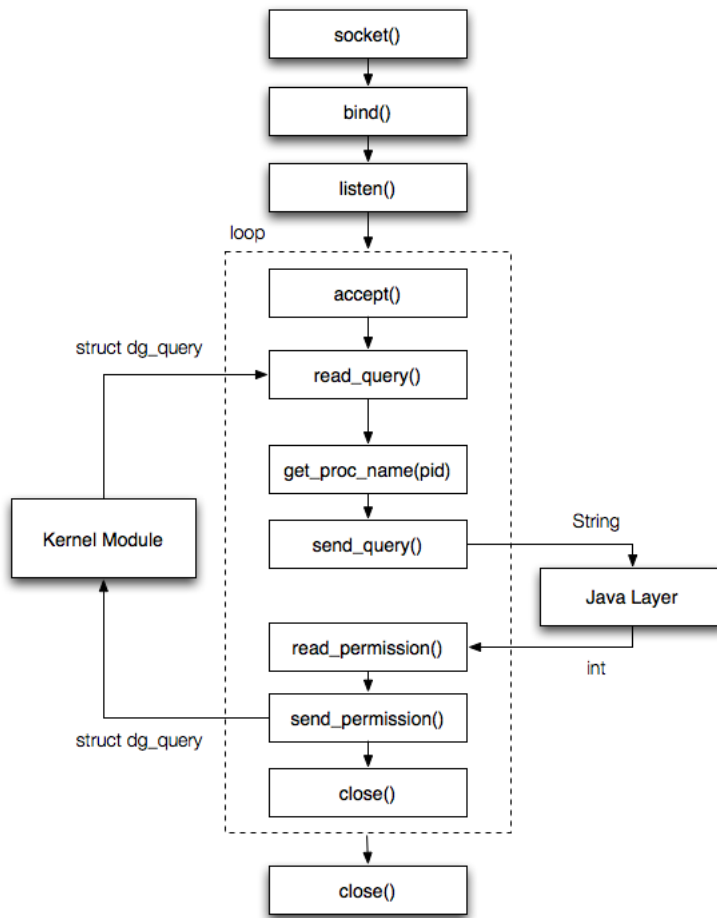 socket()
bind()
listen()
loop
accept()
struct dg_query
read_query()
get_proc_name(pid)
Kernel Module
send_query()
String
Java Layer
read_permission()
int
send_permission()
struct dg_query
close()
close()